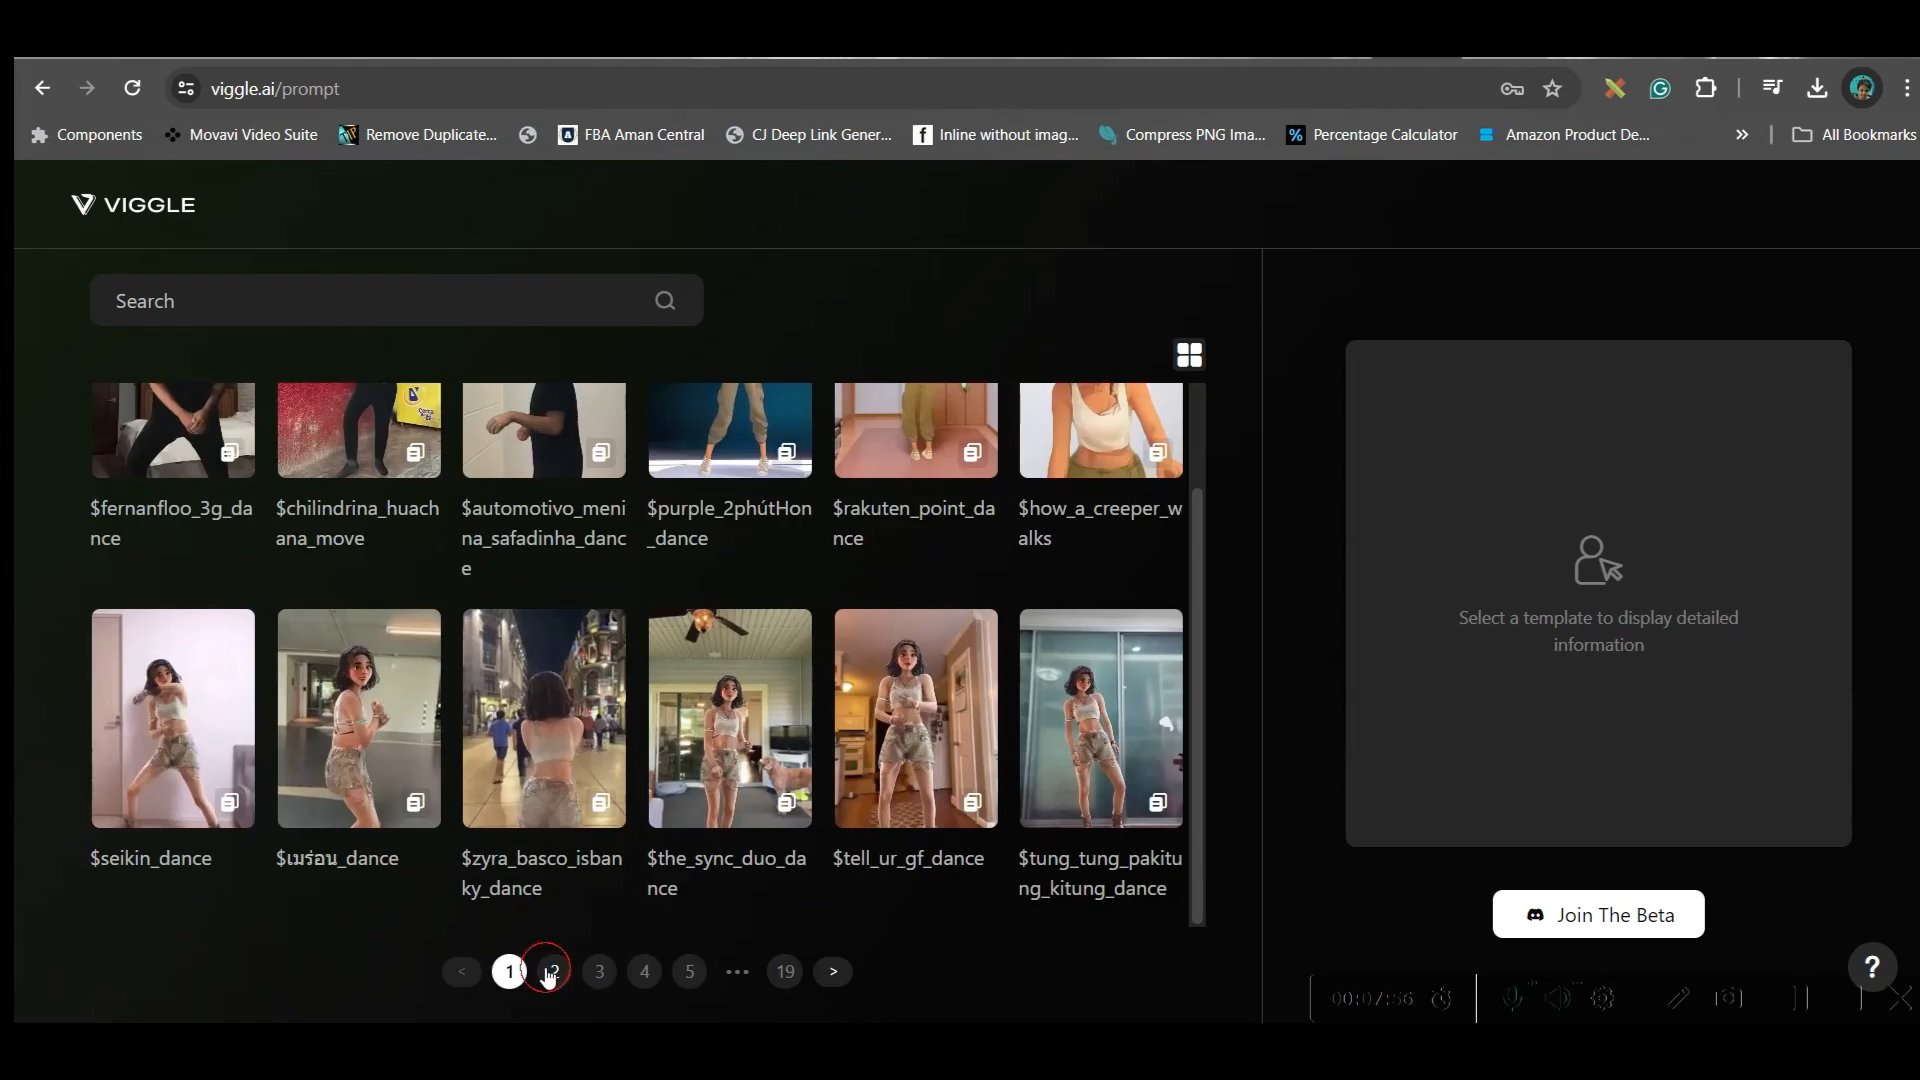 viggle.ai/prompt
Components
Movavi Video Suite
Remove Duplicate...
FBA Aman Central
CJ Deep Link Gener...
Inline without imag...
Compress PNG Ima...
Percentage Calculator
Amazon Product De...
All Bookmarks
VIGGLE
Search
$fernanfloo_3g_da
nce
$chilindrina_huach
ana_move
$automotivo_meni
na_safadinha_danc
e
$purple_2phútHon
_dance
$rakuten_point_da
nce
$how_a_creeper_w
alks
$seikin_dance
$เมร่อน_dance
$zyra_basco_isban
ky_dance
$the_sync_duo_da
nce
$tell_ur_gf_dance
$tung_tung_pakitu
ng_kitung_dance
< 1 2 3 4 5 ••• 19 >
Select a template to display detailed
information
Join The Beta
?
00:07:56